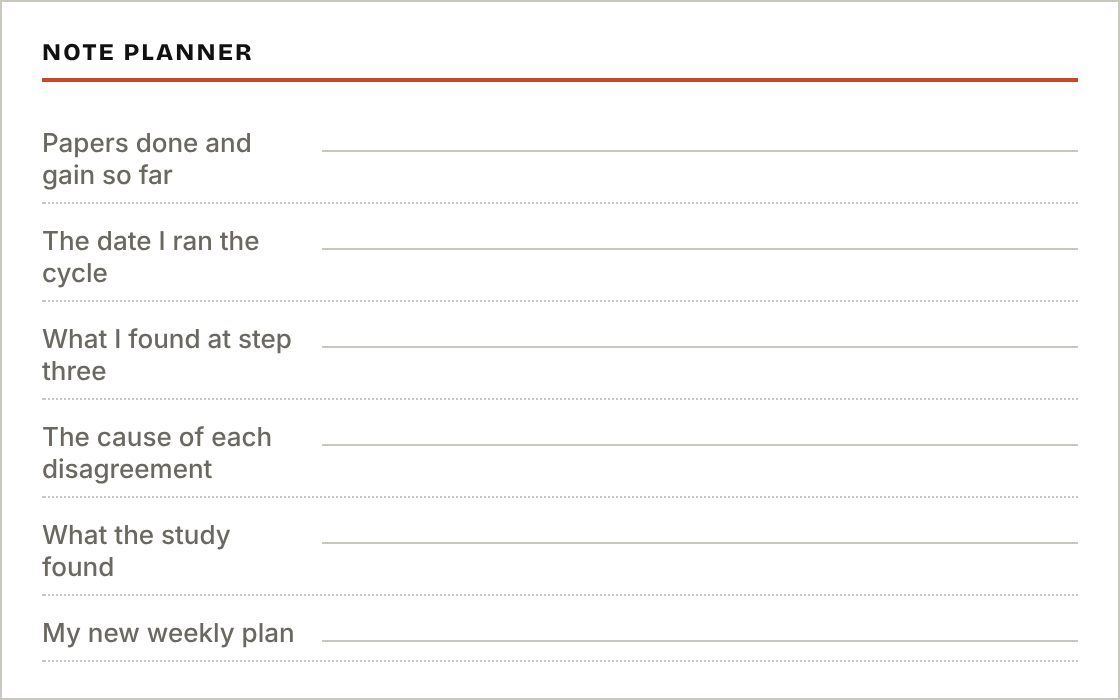 NOTE PLANNER
Papers done and
gain so far
The date I ran the
cycle
What I found at step
three
The cause of each
disagreement
What the study
found
My new weekly plan